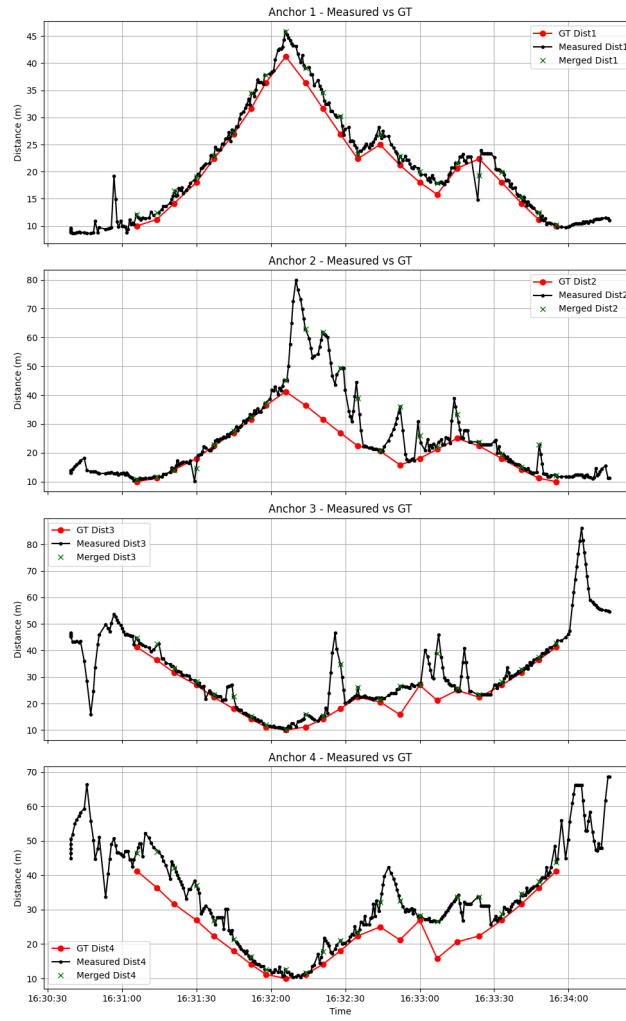 Anchor 1 - Measured vs GT
45
40
35
30
25
20
15
10
Distance (m)
GT Dist1
Measured Dist1
Merged Dist1
Anchor 2 - Measured vs GT
80
70
60
50
40
30
20
10
Distance (m)
GT Dist2
Measured Dist2
Merged Dist2
Anchor 3 - Measured vs GT
80
70
60
50
40
30
20
10
Distance (m)
GT Dist3
Measured Dist3
Merged Dist3
Anchor 4 - Measured vs GT
70
60
50
40
30
20
10
Distance (m)
GT Dist4
Measured Dist4
Merged Dist4
16:30:30 16:31:00 16:31:30 16:32:00 16:32:30 16:33:00 16:33:30 16:34:00
Time